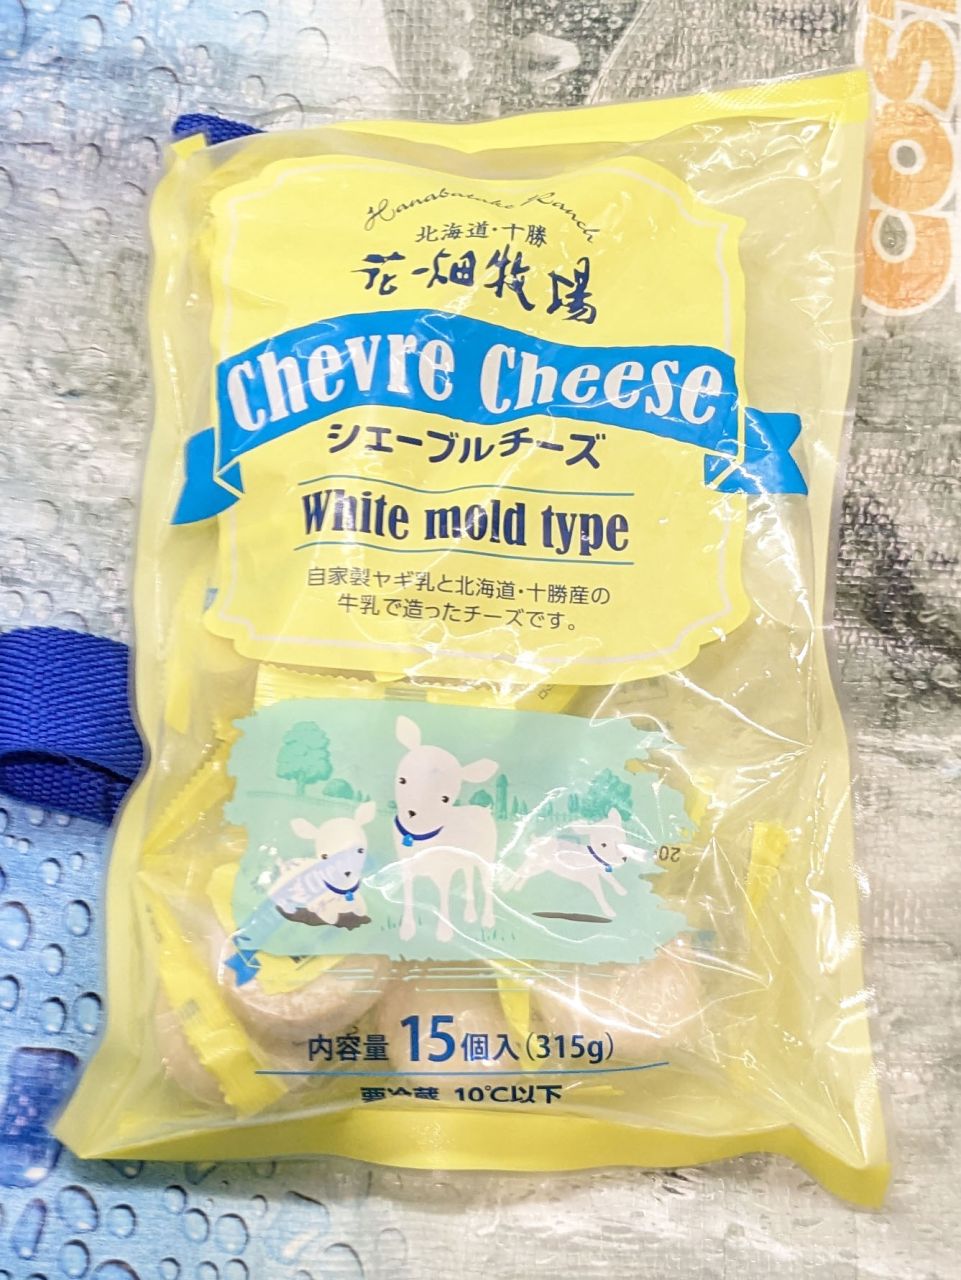 Hanabatake Ranch
北海道・十勝
花畑牧場
Chevre Cheese
シェーブルチーズ
White mold type
自家製ヤギ乳と北海道・十勝産の
牛乳で造ったチーズです。
内容量 15個入(315g)
要冷蔵 10℃以下